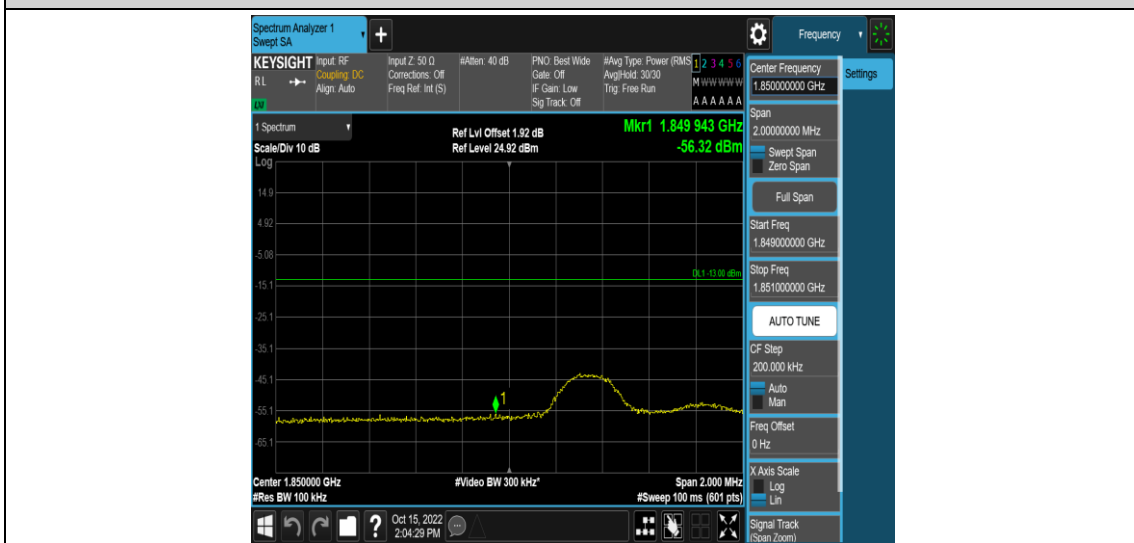 Spectrum Analyzer 1
Swept SA
+
Frequency
KEYSIGHT
RL
LXI
Input: RF
Coupling: DC
Align: Auto
Input Z: 50 Ω
Corrections: Off
Freq Ref: Int (S)
#Atten: 40 dB
PNO: Best Wide
Gate: Off
IF Gain: Low
Sig Track: Off
#Avg Type: Power (RMS
Avg|Hold: 30/30
Trig: Free Run
1 2 3 4 5 6
M W W W W W
A A A A A A
1 Spectrum
Scale/Div 10 dB
Log
Ref Lvl Offset 1.92 dB
Ref Level 24.92 dBm
Mkr1 1.849 943 GHz
-56.32 dBm
14.9
4.92
-5.08
-15.1
-25.1
-35.1
-45.1
-55.1
-65.1
DL1 -13.00 dBm
1
Center 1.850000 GHz
#Res BW 100 kHz
#Video BW 300 kHz*
Span 2.000 MHz
#Sweep 100 ms (601 pts)
?
Oct 15, 2022
2:04:29 PM
Center Frequency
1.850000000 GHz
Settings
Span
2.00000000 MHz
Swept Span
Zero Span
Full Span
Start Freq
1.849000000 GHz
Stop Freq
1.851000000 GHz
AUTO TUNE
CF Step
200.000 kHz
Auto
Man
Freq Offset
0 Hz
X Axis Scale
Log
Lin
Signal Track
(Span Zoom)